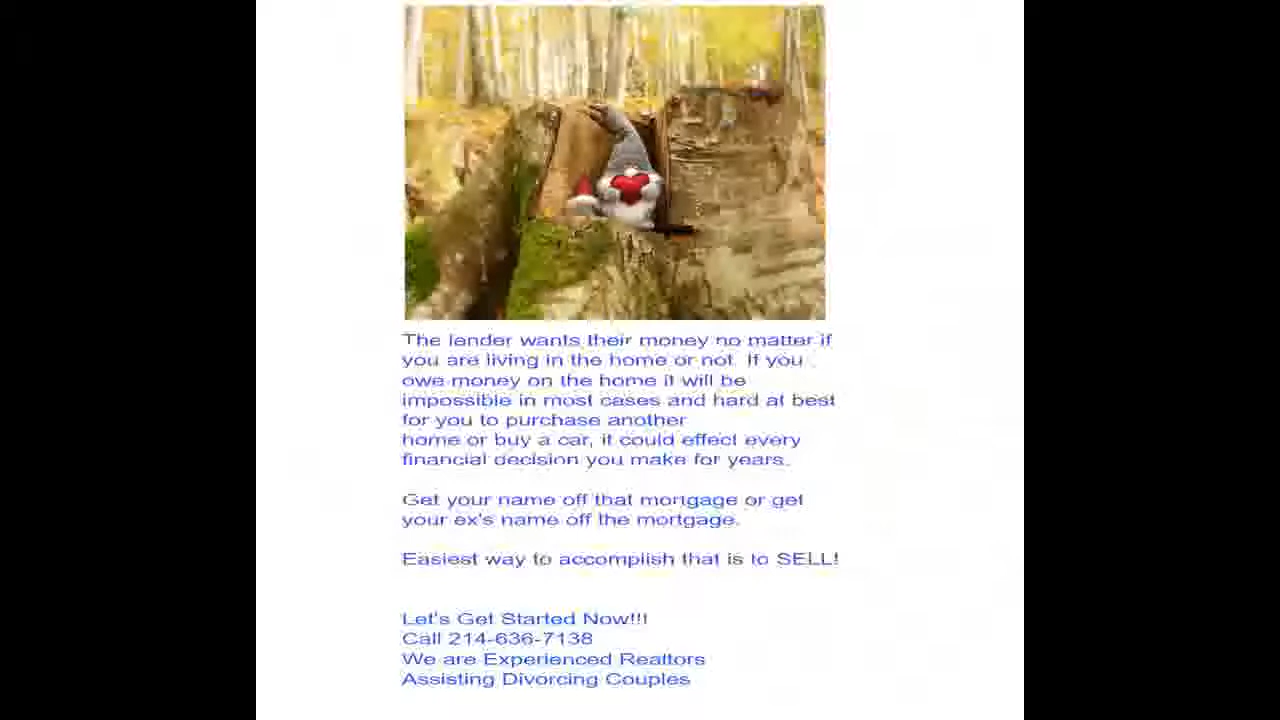 The lender wants their money no matter if
you are living in the home or not. If you
owe money on the home it will be
impossible in most cases and hard at best
for you to purchase another
home or buy a car, it could effect every
financial decision you make for years.
Get your name off that mortgage or get
your ex's name off the mortgage.
Easiest way to accomplish that is to SELL!
Let's Get Started Now!!!
Call 214-636-7138
We are Experienced Realtors
Assisting Divorcing Couples